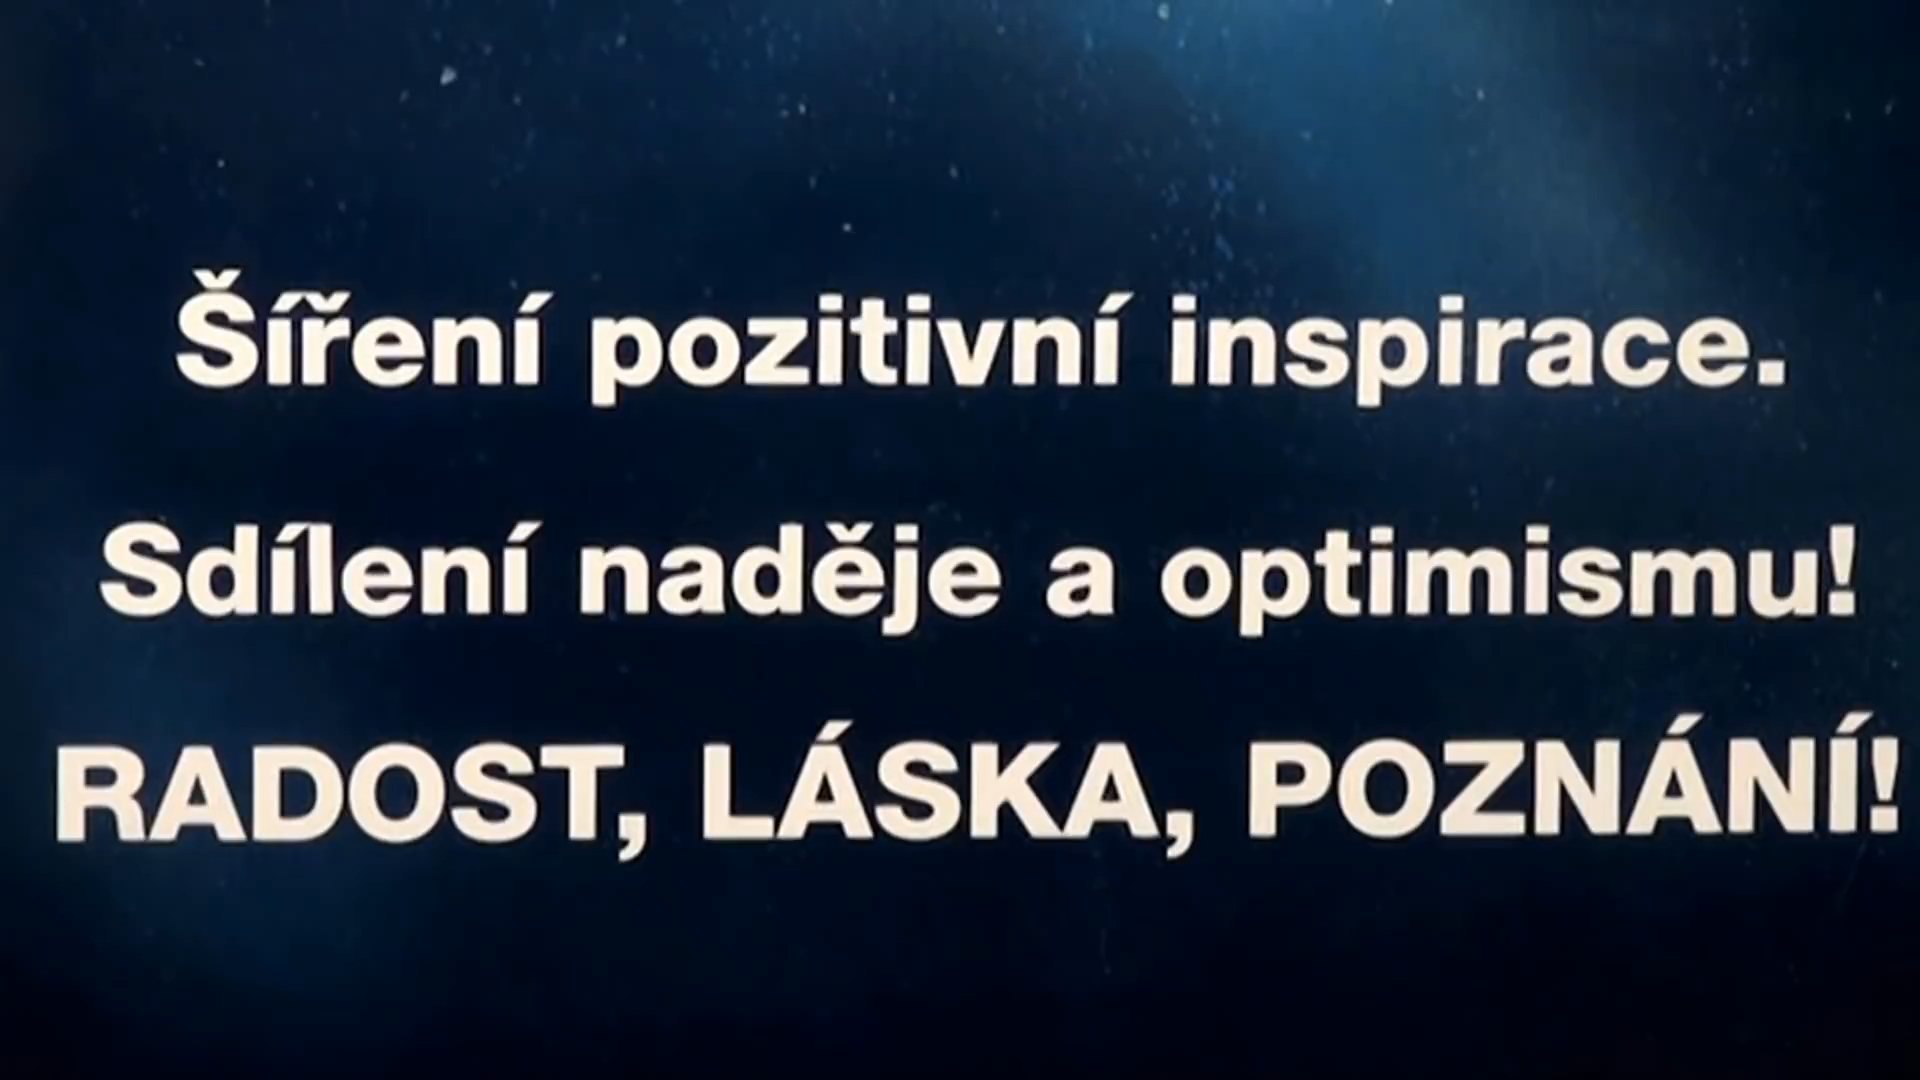 Šíření pozitivní inspirace.
Sdílení naděje a optimismu!
RADOST, LÁSKA, POZNÁNÍ!